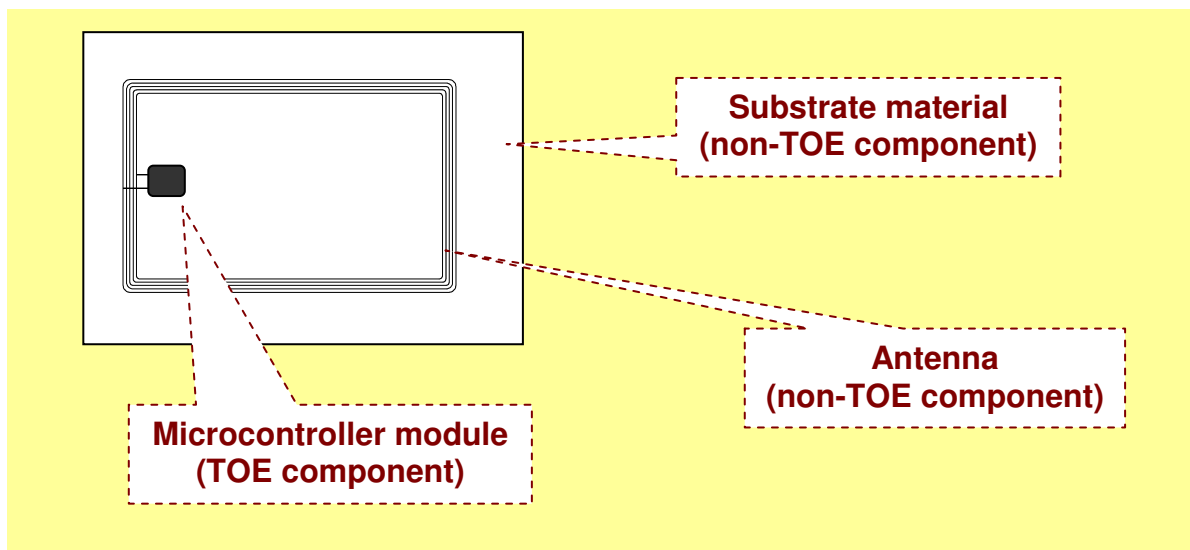 Substrate material
(non-TOE component)
Antenna
(non-TOE component)
Microcontroller module
(TOE component)